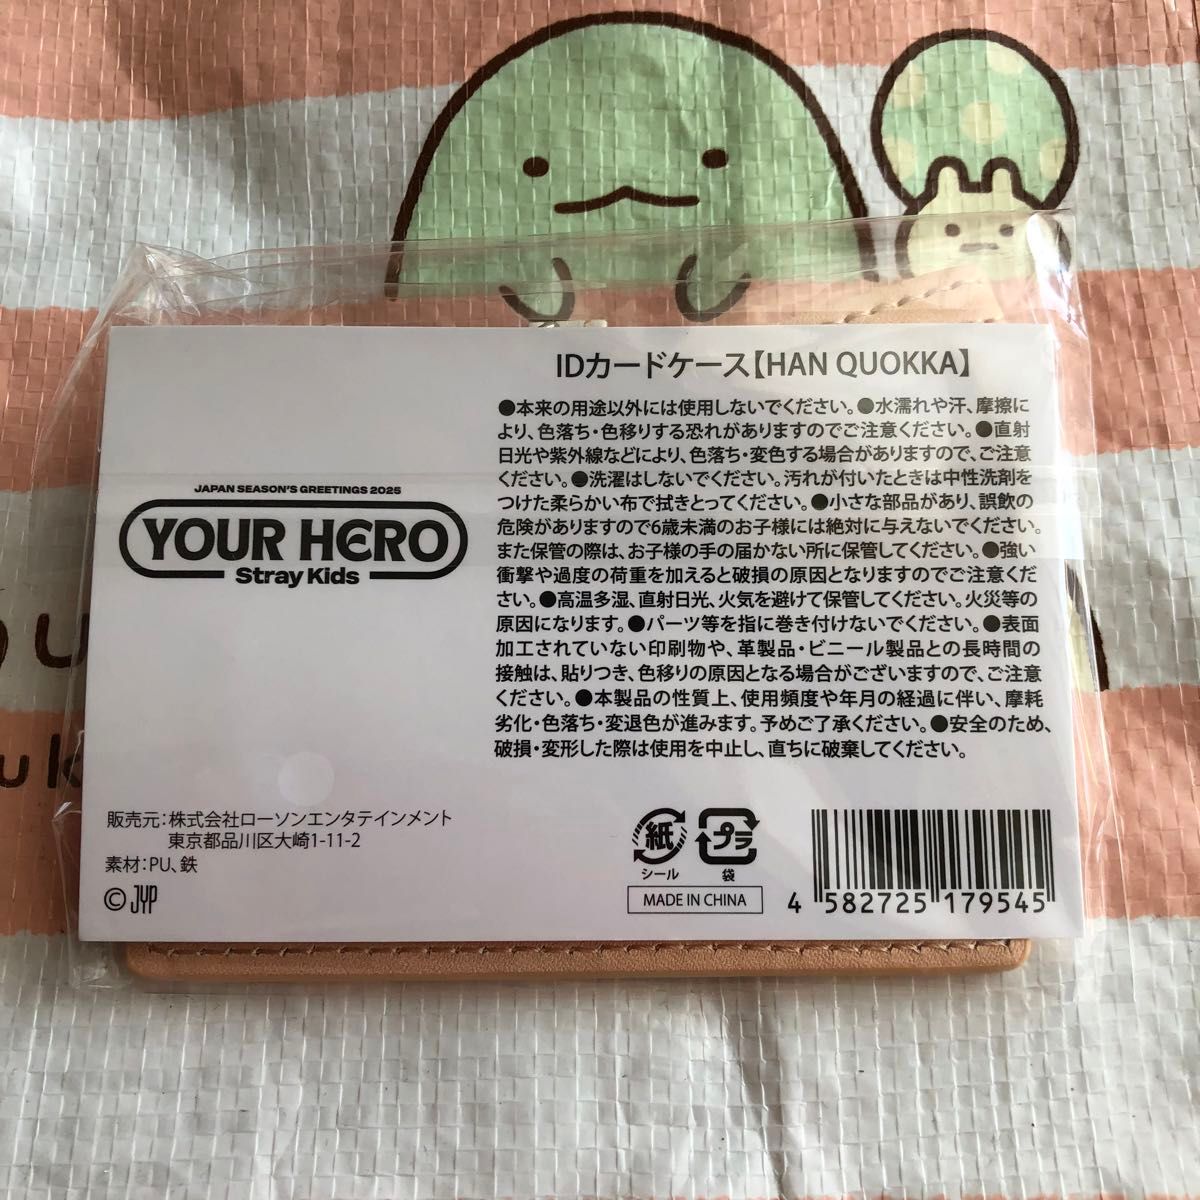 IDカードケース【HAN QUOKKA】
●本来の用途以外には使用しないでください。●水濡れや汗、摩擦に
より、色落ち・色移りする恐れがありますのでご注意ください。●直射
日光や紫外線などにより、色落ち・変色する場合がありますので、ご注意
ください。●洗濯はしないでください。汚れが付いたときは中性洗剤を
つけた柔らかい布で拭きとってください。●小さな部品があり、誤飲の
危険がありますので6歳未満のお子様には絶対に与えないでください。
また保管の際は、お子様の手の届かない所に保管してください。●強い
衝撃や過度の荷重を加えると破損の原因となりますのでご注意くだ
さい。●高温多湿、直射日光、火気を避けて保管してください。火災等の
原因になります。●パーツ等を指に巻き付けないでください。●表面
加工されていない印刷物や、革製品・ビニール製品との長時間の
接触は、貼りつき、色移りの原因となる場合がございますので、ご注意
ください。●本製品の性質上、使用頻度や年月の経過に伴い、摩耗
劣化・色落ち・変退色が進みます。予めご了承ください。●安全のため、
破損・変形した際は使用を中止し、直ちに破棄してください。
JAPAN SEASON'S GREETINGS 2025
YOUR HERO
Stray Kids
販売元:株式会社ローソンエンタテインメント
東京都品川区大崎1-11-2
素材:PU、鉄
© JYP
紙
シール
プラ
袋
MADE IN CHINA
4 582725 179545